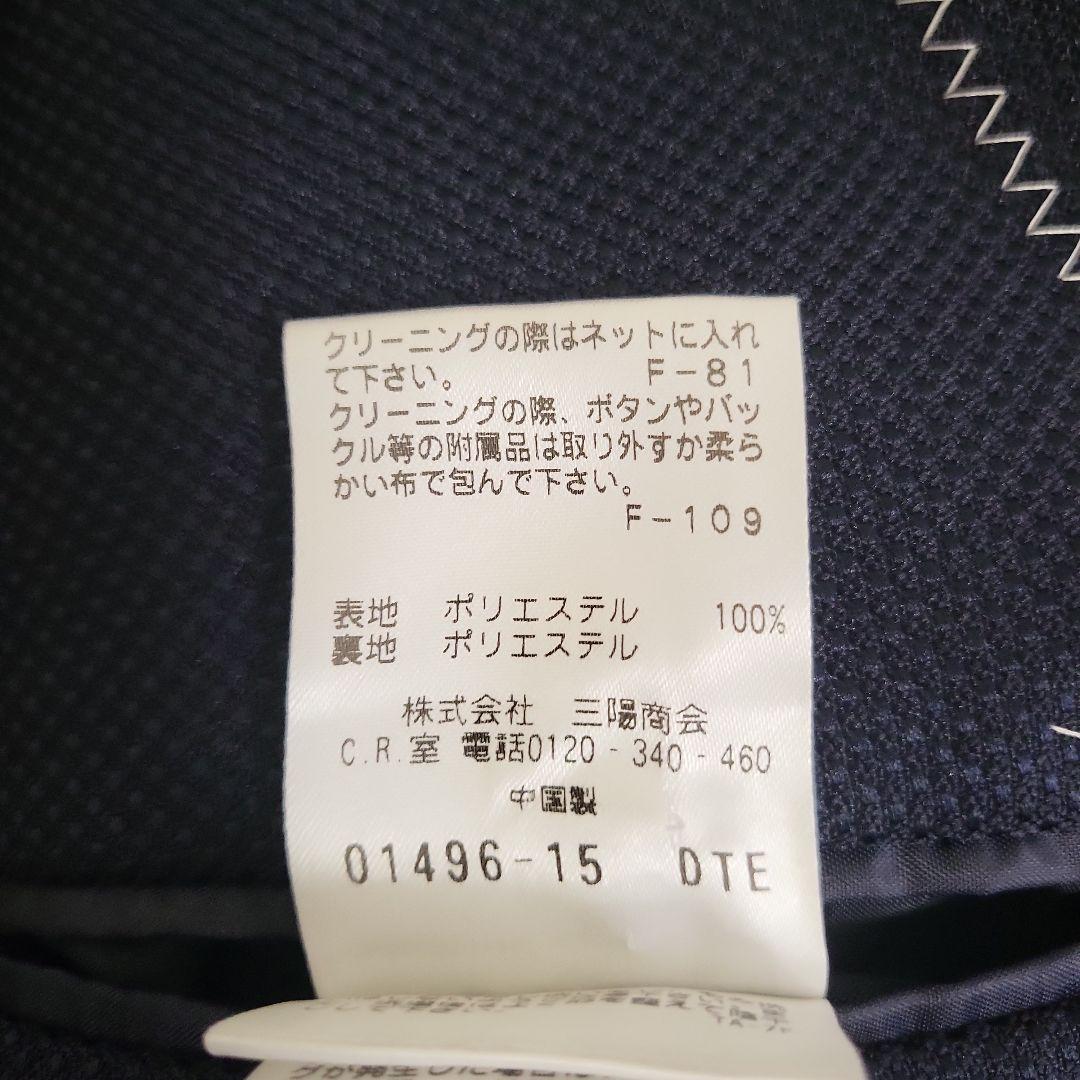 クリーニングの際はネットに入れ
て下さい。 F-81
クリーニングの際、ボタンやバッ
クル等の附属品は取り外すか柔ら
かい布で包んで下さい。
F-109
表地 ポリエステル 100%
裏地 ポリエステル
株式会社 三陽商会
C.R.室 電話0120-340-460
中国製
01496-15 DTE